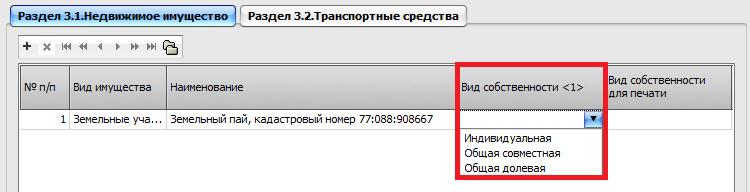 Раздел 3.1.Недвижимое имущество Раздел 3.2.Транспортные средства
№ п/п Вид имущества Наименование Вид собственности <1> Вид собственности
для печати
1 Земельные уча... Земельный пай, кадастровый номер 77:088:908667
Индивидуальная
Общая совместная
Общая долевая